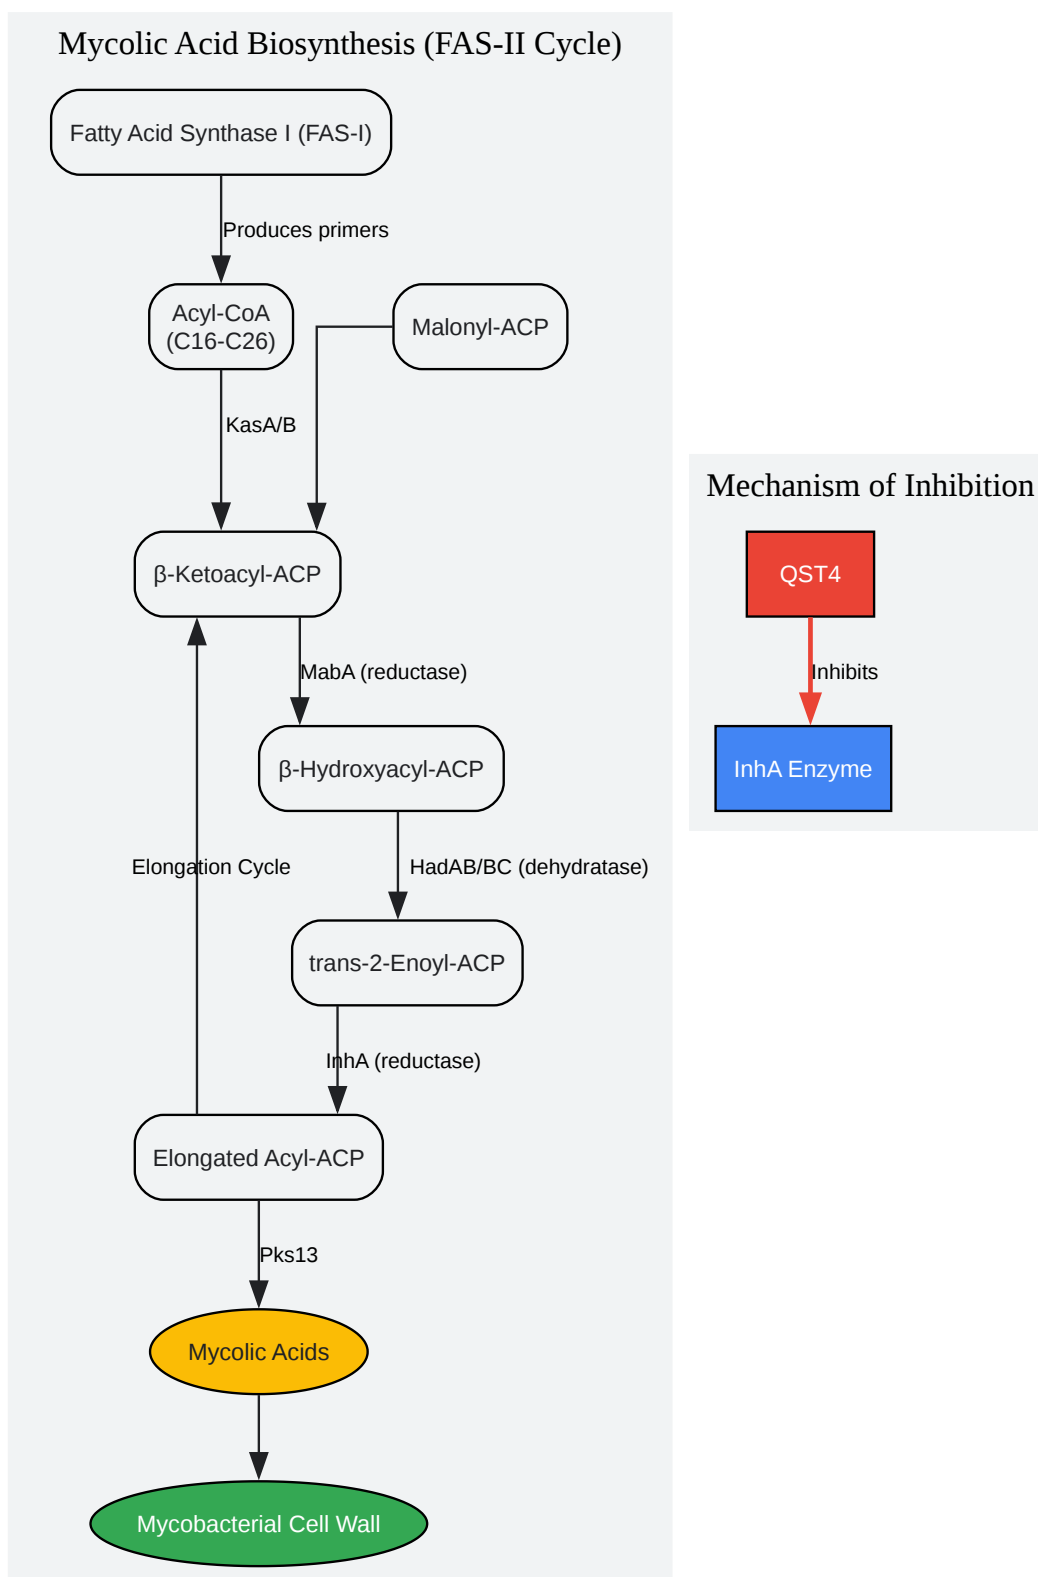 Mycolic Acid Biosynthesis (FAS-II Cycle)
Fatty Acid Synthase I (FAS-I)
Produces primers
Acyl-CoA
(C16-C26)
Malonyl-ACP
KasA/B
β-Ketoacyl-ACP
MabA (reductase)
β-Hydroxyacyl-ACP
Elongation Cycle
HadAB/BC (dehydratase)
trans-2-Enoyl-ACP
InhA (reductase)
Elongated Acyl-ACP
Pks13
Mycolic Acids
Mycobacterial Cell Wall
Mechanism of Inhibition
QST4
Inhibits
InhA Enzyme